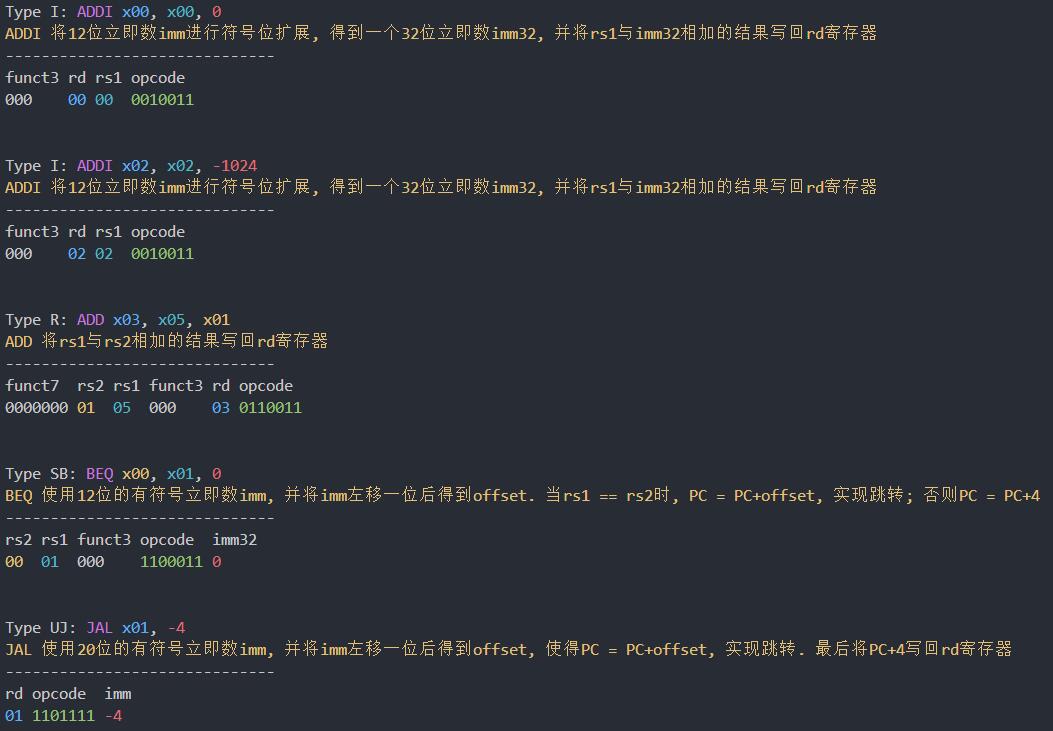 Type I: ADDI x00, x00, 0
ADDI 将12位立即数imm进行符号位扩展, 得到一个32位立即数imm32, 并将rs1与imm32相加的结果写回rd寄存器
------------------------------
funct3 rd rs1 opcode
000    00 00  0010011
Type I: ADDI x02, x02, -1024
ADDI 将12位立即数imm进行符号位扩展, 得到一个32位立即数imm32, 并将rs1与imm32相加的结果写回rd寄存器
------------------------------
funct3 rd rs1 opcode
000    02 02  0010011
Type R: ADD x03, x05, x01
ADD 将rs1与rs2相加的结果写回rd寄存器
------------------------------
funct7  rs2 rs1 funct3 rd opcode
0000000 01  05  000    03 0110011
Type SB: BEQ x00, x01, 0
BEQ 使用12位的有符号立即数imm, 并将imm左移一位后得到offset. 当rs1 == rs2时, PC = PC+offset, 实现跳转; 否则PC = PC+4
------------------------------
rs2 rs1 funct3 opcode  imm32
00  01  000    1100011 0
Type UJ: JAL x01, -4
JAL 使用20位的有符号立即数imm, 并将imm左移一位后得到offset, 使得PC = PC+offset, 实现跳转. 最后将PC+4写回rd寄存器
------------------------------
rd opcode  imm
01 1101111 -4